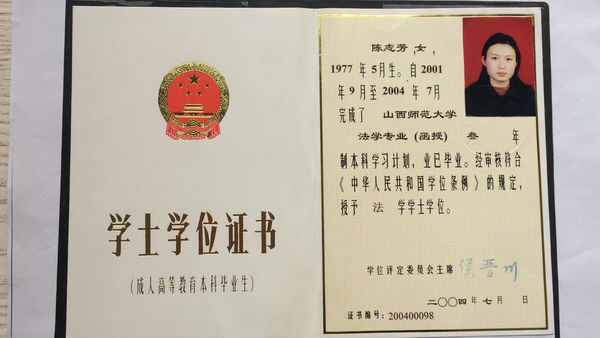 学士学位证书
(成人高等教育本科毕业生)
陈志芳,女,
1977 年 5月生。自 2001
年 9 月至 2004 年 7月
完成了 山西师范大学
法学专业(函授) 叁 年
制本科学习计划,业已毕业。经审核符合
《中华人民共和国学位条例》的规定,
授予 法 学学士学位。
学位评定委员会主席 侯晋川
二〇〇四年 七月 日
证书编号:200400098